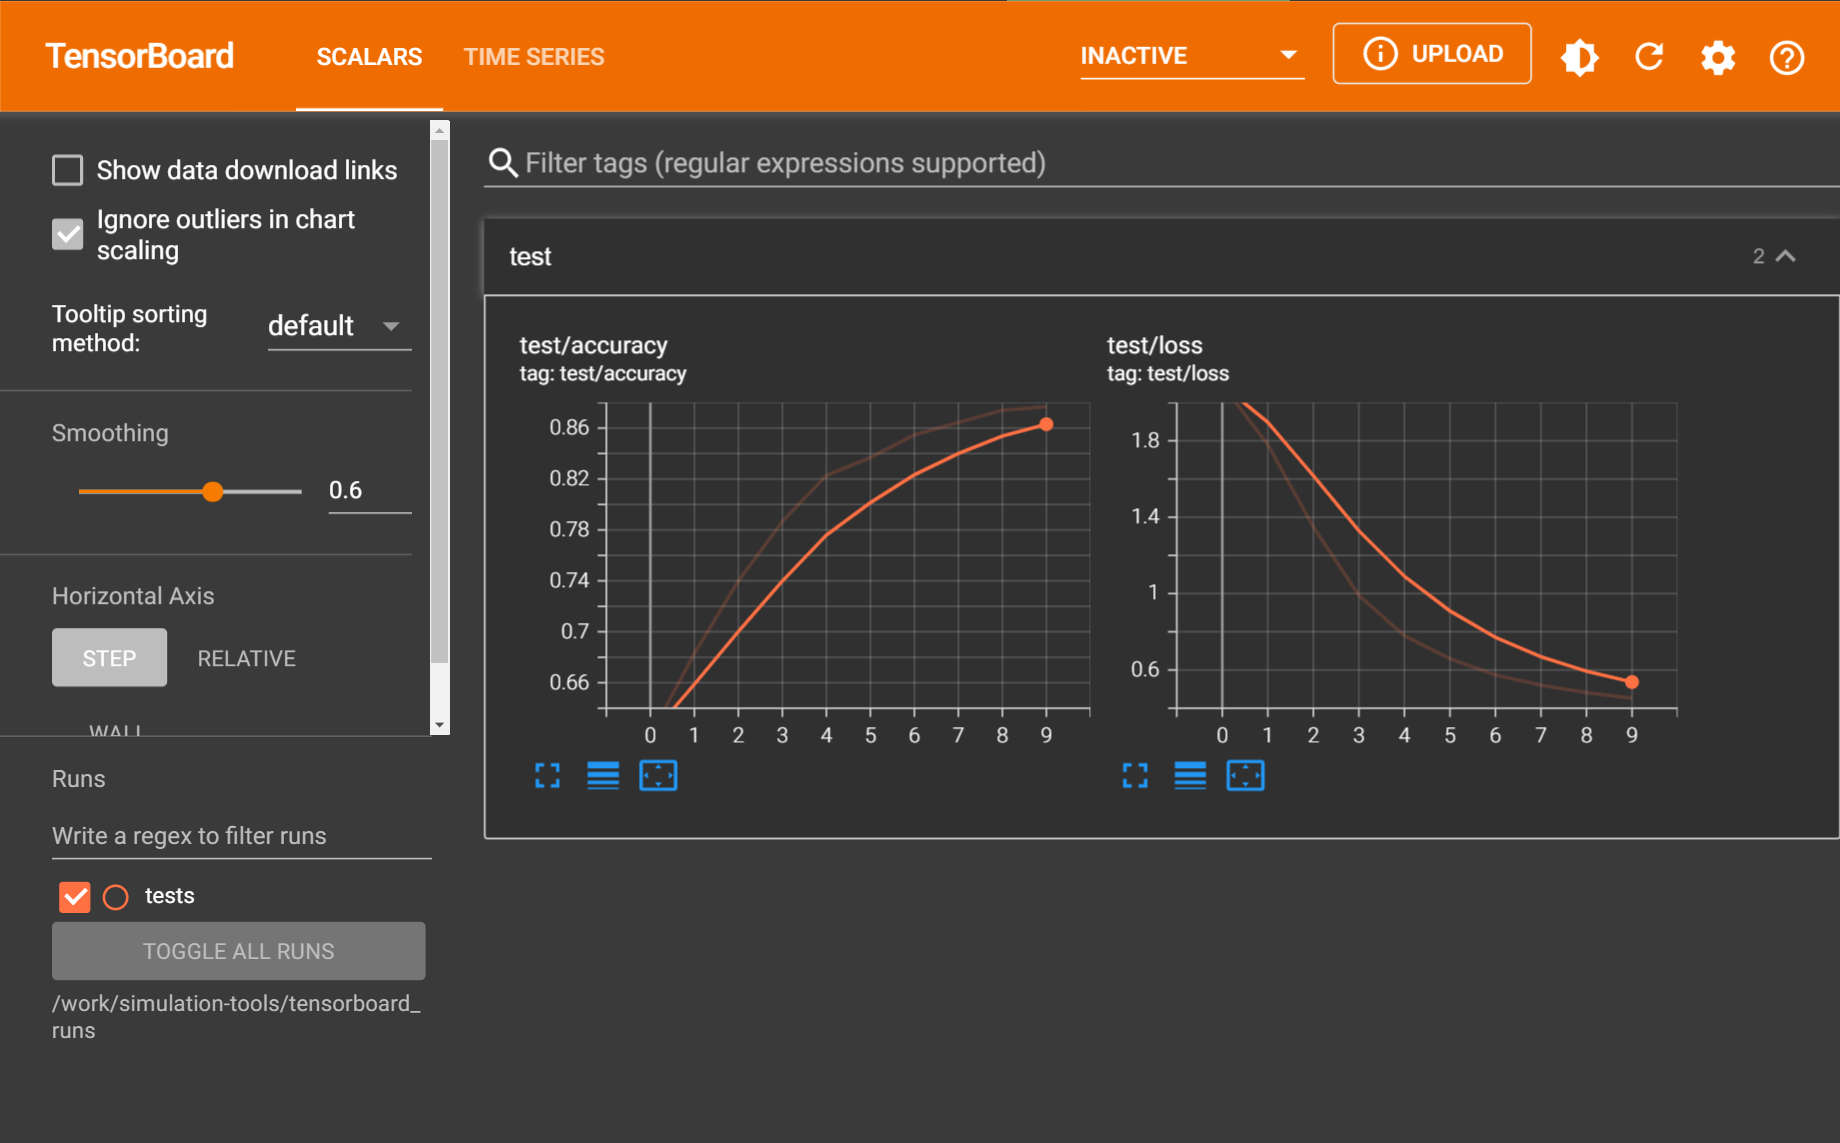 TensorBoard
SCALARS
TIME SERIES
INACTIVE
UPLOAD
Show data download links
Ignore outliers in chart
scaling
Tooltip sorting
method:
default
Smoothing
0.6
Horizontal Axis
STEP
RELATIVE
WALL
Runs
Write a regex to filter runs
tests
TOGGLE ALL RUNS
/work/simulation-tools/tensorboard_
runs
Filter tags (regular expressions supported)
test
2
test/accuracy
tag: test/accuracy
0.86
0.82
0.78
0.74
0.7
0.66
0 1 2 3 4 5 6 7 8 9
test/loss
tag: test/loss
1.8
1.4
1
0.6
0 1 2 3 4 5 6 7 8 9